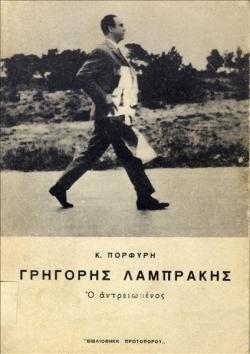 Κ. ΠΟΡΦΥΡΗ
ΓΡΗΓΟΡΗΣ ΛΑΜΠΡΑΚΗΣ
Ὁ ἀντρειωμένος
"ΒΙΒΛΙΟΘΗΚΗ ΠΡΩΤΟΠΟΡΟΥ"